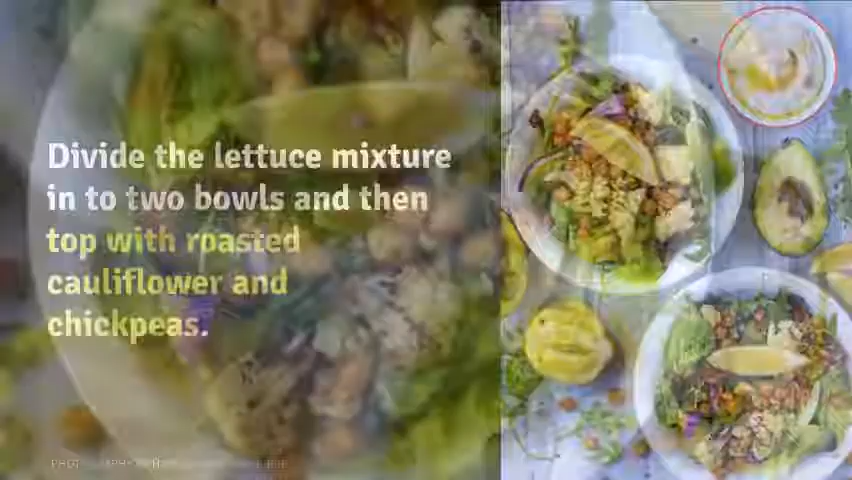 Divide the lettuce mixture
in to two bowls and then
top with roasted
cauliflower and
chickpeas.